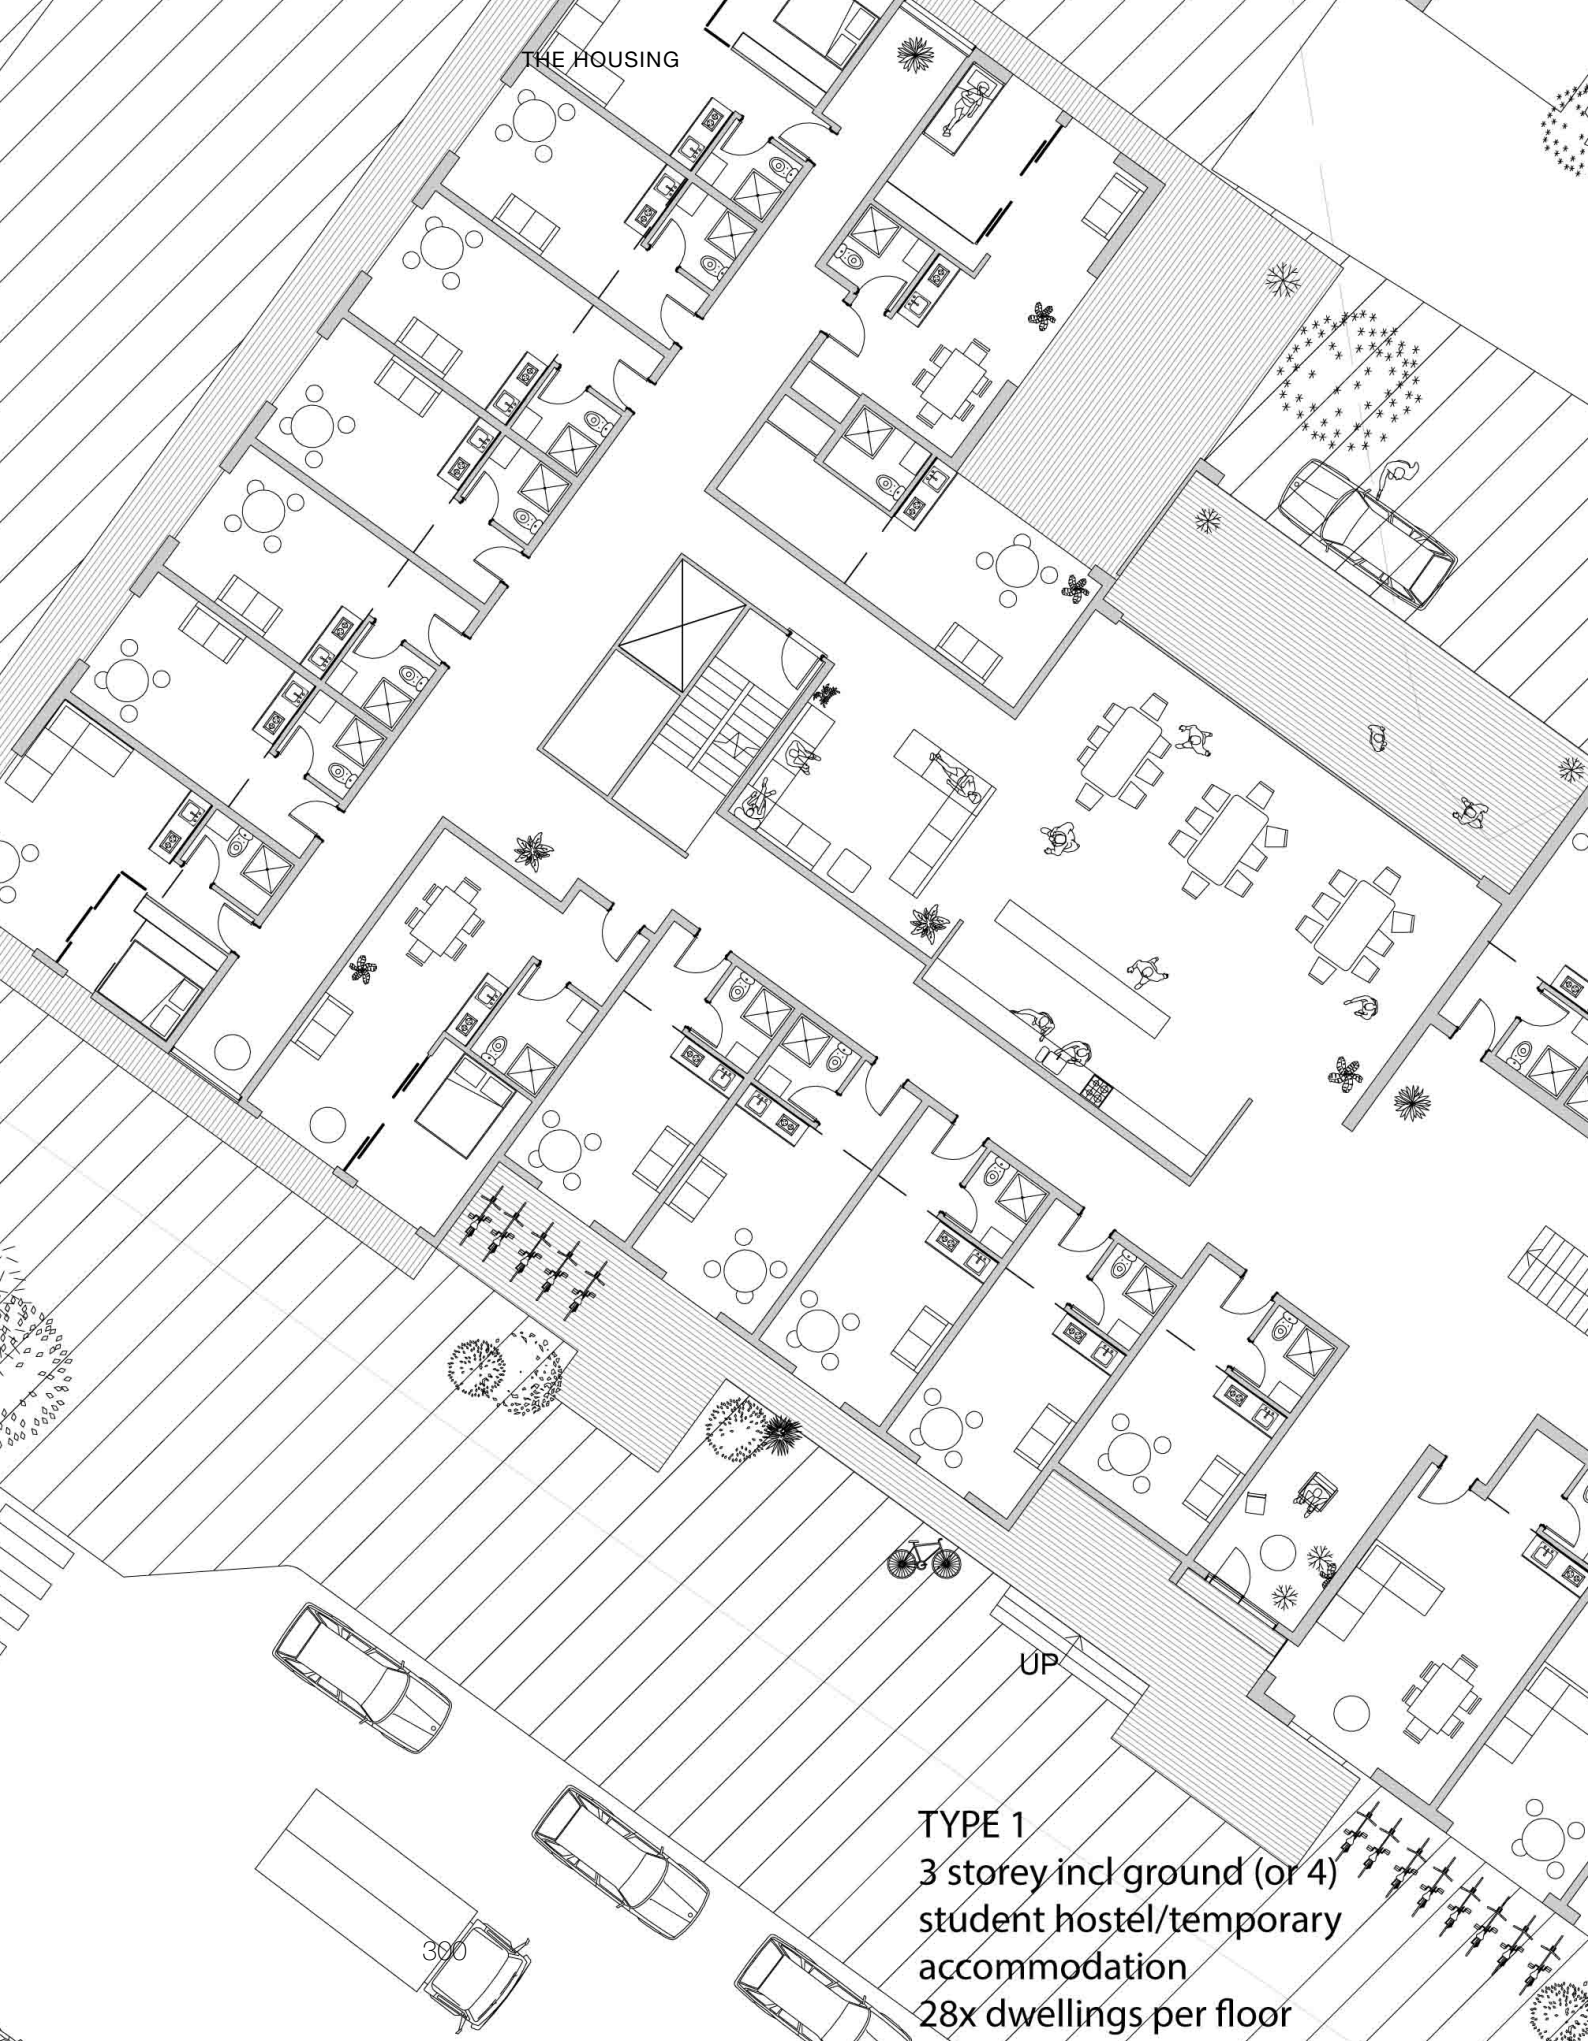 THE HOUSING
UP
TYPE 1
3 storey incl ground (or 4)
student hostel/temporary
accommodation
28x dwellings per floor
300